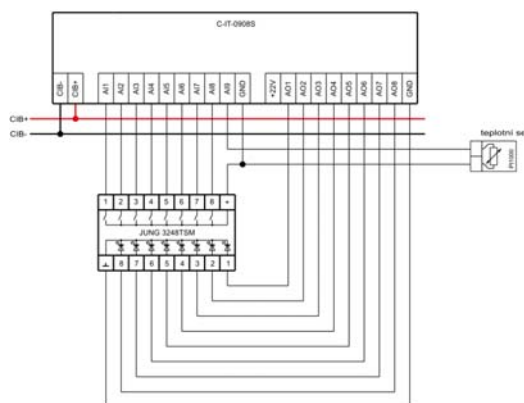 C-IT-0908S
CIB- CIB+ AI1 AI2 AI3 AI4 AI5 AI6 AI7 AI8 AI9 GND +22V AO1 AO2 AO3 AO4 AO5 AO6 AO7 AO8 GND
CIB+
CIB-
teplotní se
Pt1000
1 2 3 4 5 6 7 8 +
JUNG 3248TSM
8 7 6 5 4 3 2 1